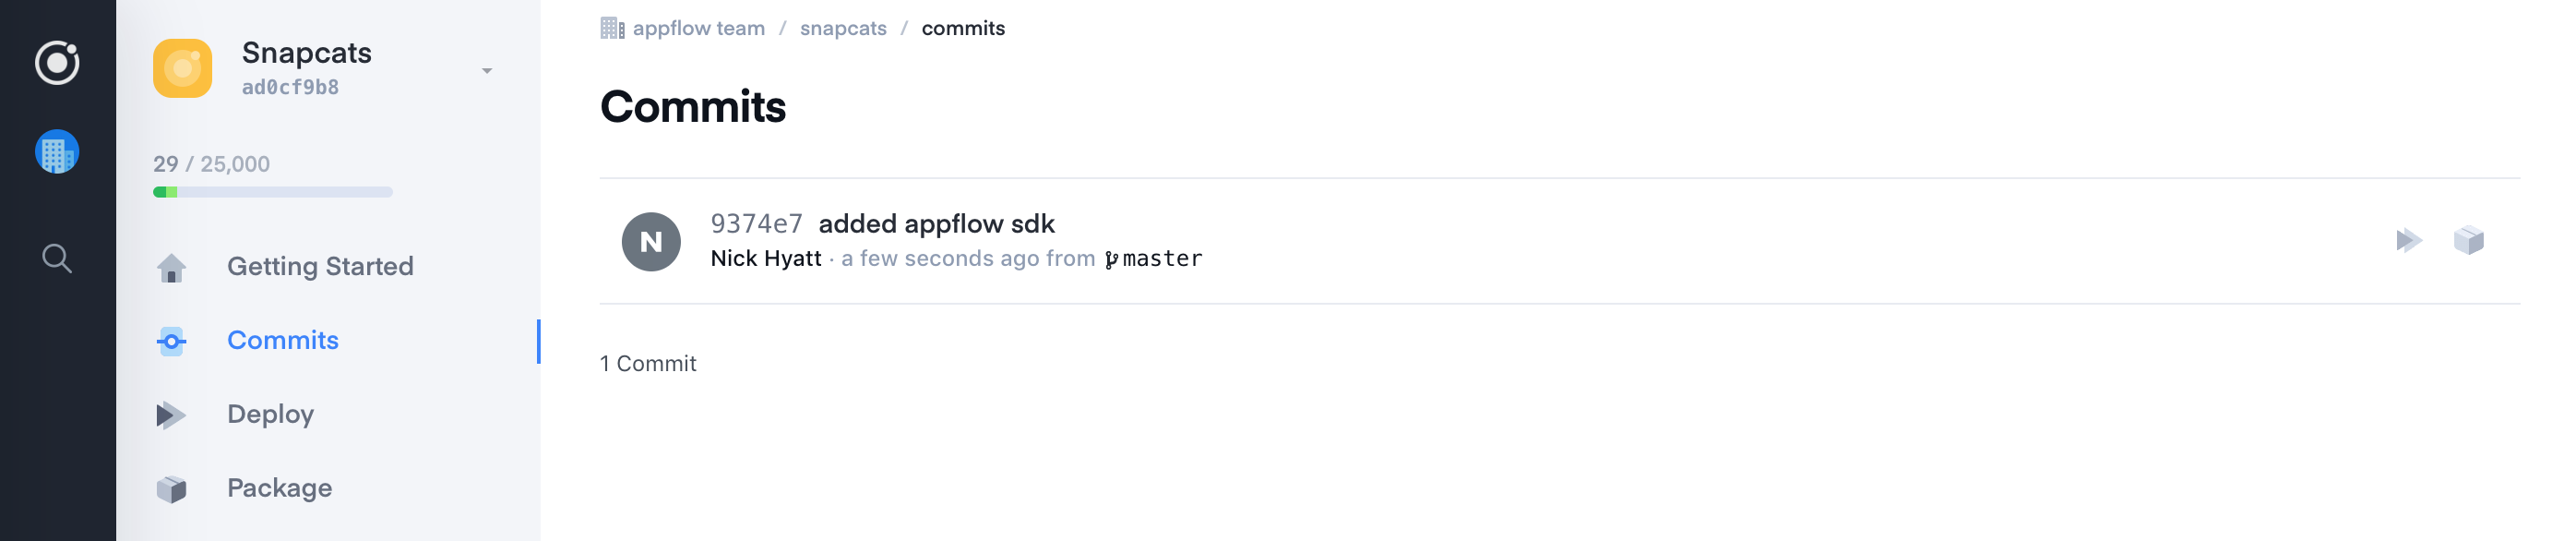 Snapcats
ad0cf9b8
29 / 25,000
Getting Started
Commits
Deploy
Package
appflow team / snapcats / commits
Commits
N
9374e7 added appflow sdk
Nick Hyatt · a few seconds ago from master
1 Commit